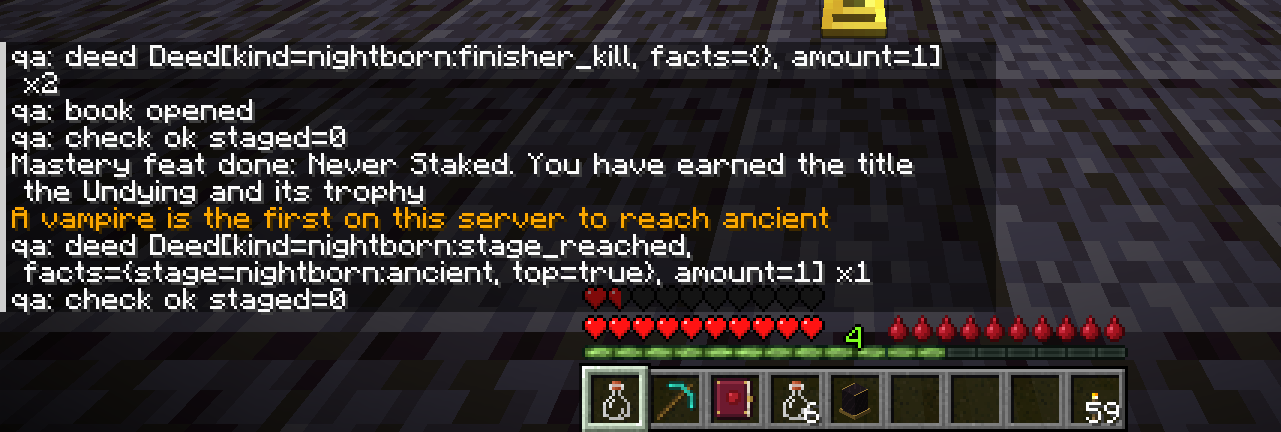 qa: deed Deed[kind=nightborn:finisher_kill, facts={}, amount=1]
x2
qa: book opened
qa: check ok staged=0
Mastery feat done: Never Staked. You have earned the title
the Undying and its trophy
A vampire is the first on this server to reach ancient
qa: deed Deed[kind=nightborn:stage_reached,
facts={stage=nightborn:ancient, top=true}, amount=1] x1
qa: check ok staged=0
4
6
59